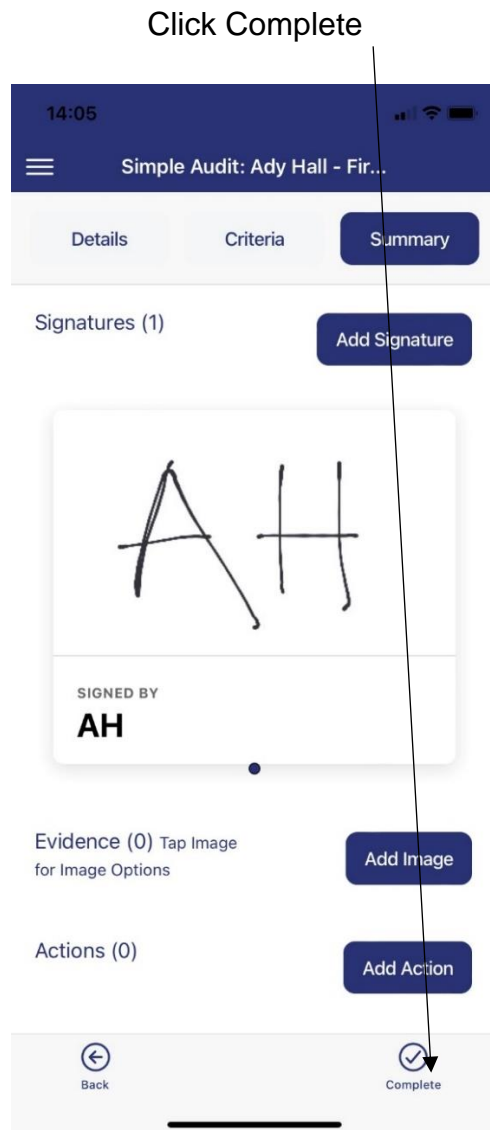 Click Complete
14:05
Simple Audit: Ady Hall - Fir...
Details Criteria Summary
Signatures (1) Add Signature
AH
SIGNED BY
AH
Evidence (0) Tap Image
for Image Options
Add Image
Actions (0) Add Action
Back Complete